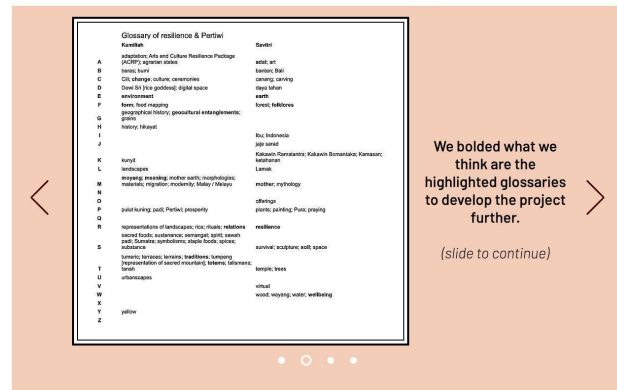 Glossary of resilience & Pertiwi
Kamiliah Savitri
adaptation; Arts and Culture Resilience Package
A (ACRP); agrarian states adat; art
B beras; bumi banten; Bali
C Cili; change; culture; ceremonies canang; carving
D Dewi Sri [rice goddess]; digital space daya tahan
E environment earth
F form; food mapping forest; folklores
geographical history; geocultural entanglements;
G grains
H history; hikayat
I Ibu; Indonesia
J jaje sarad
Kakawin Ramatantra; Kakawin Bomantaka; Kamasan;
K kunyit ketahanan
L landscapes Lamak
moyang; meaning; mother earth; morphologies;
M materials; migration; modernity; Malay / Melayu mother; mythology
N
O offerings
P pulut kuning; padi; Pertiwi; prosperity plants; painting; Pura; praying
Q
R representations of landscapes; rice; rituals; relations resilience
sacred foods; sustenance; semangat; spirit; sawah
padi; Sumatra; symbolisms; staple foods; spices;
S substance survival; sculpture; soil; space
tumeric; terraces; terrains; traditions; tumpang
[representation of sacred mountain]; totems; talismans;
T tanah temple; trees
U urbanscapes
V virtual
W wood; wayang; water; wellbeing
X
Y yellow
Z
We bolded what we
think are the
highlighted glossaries
to develop the project
further.
(slide to continue)